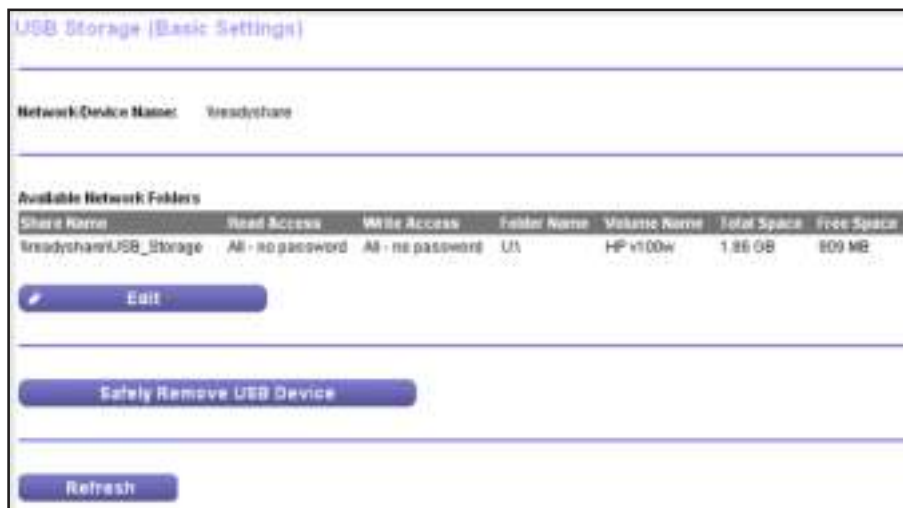 USB Storage (Basic Settings)
Network Device Name: \\readyshare
Available Network Folders
Share Name Read Access Write Access Folder Name Volume Name Total Space Free Space
\\readyshare\USB_Storage All - no password All - no password U:\ HP v100w 1.86 GB 809 MB
Edit
Safely Remove USB Device
Refresh